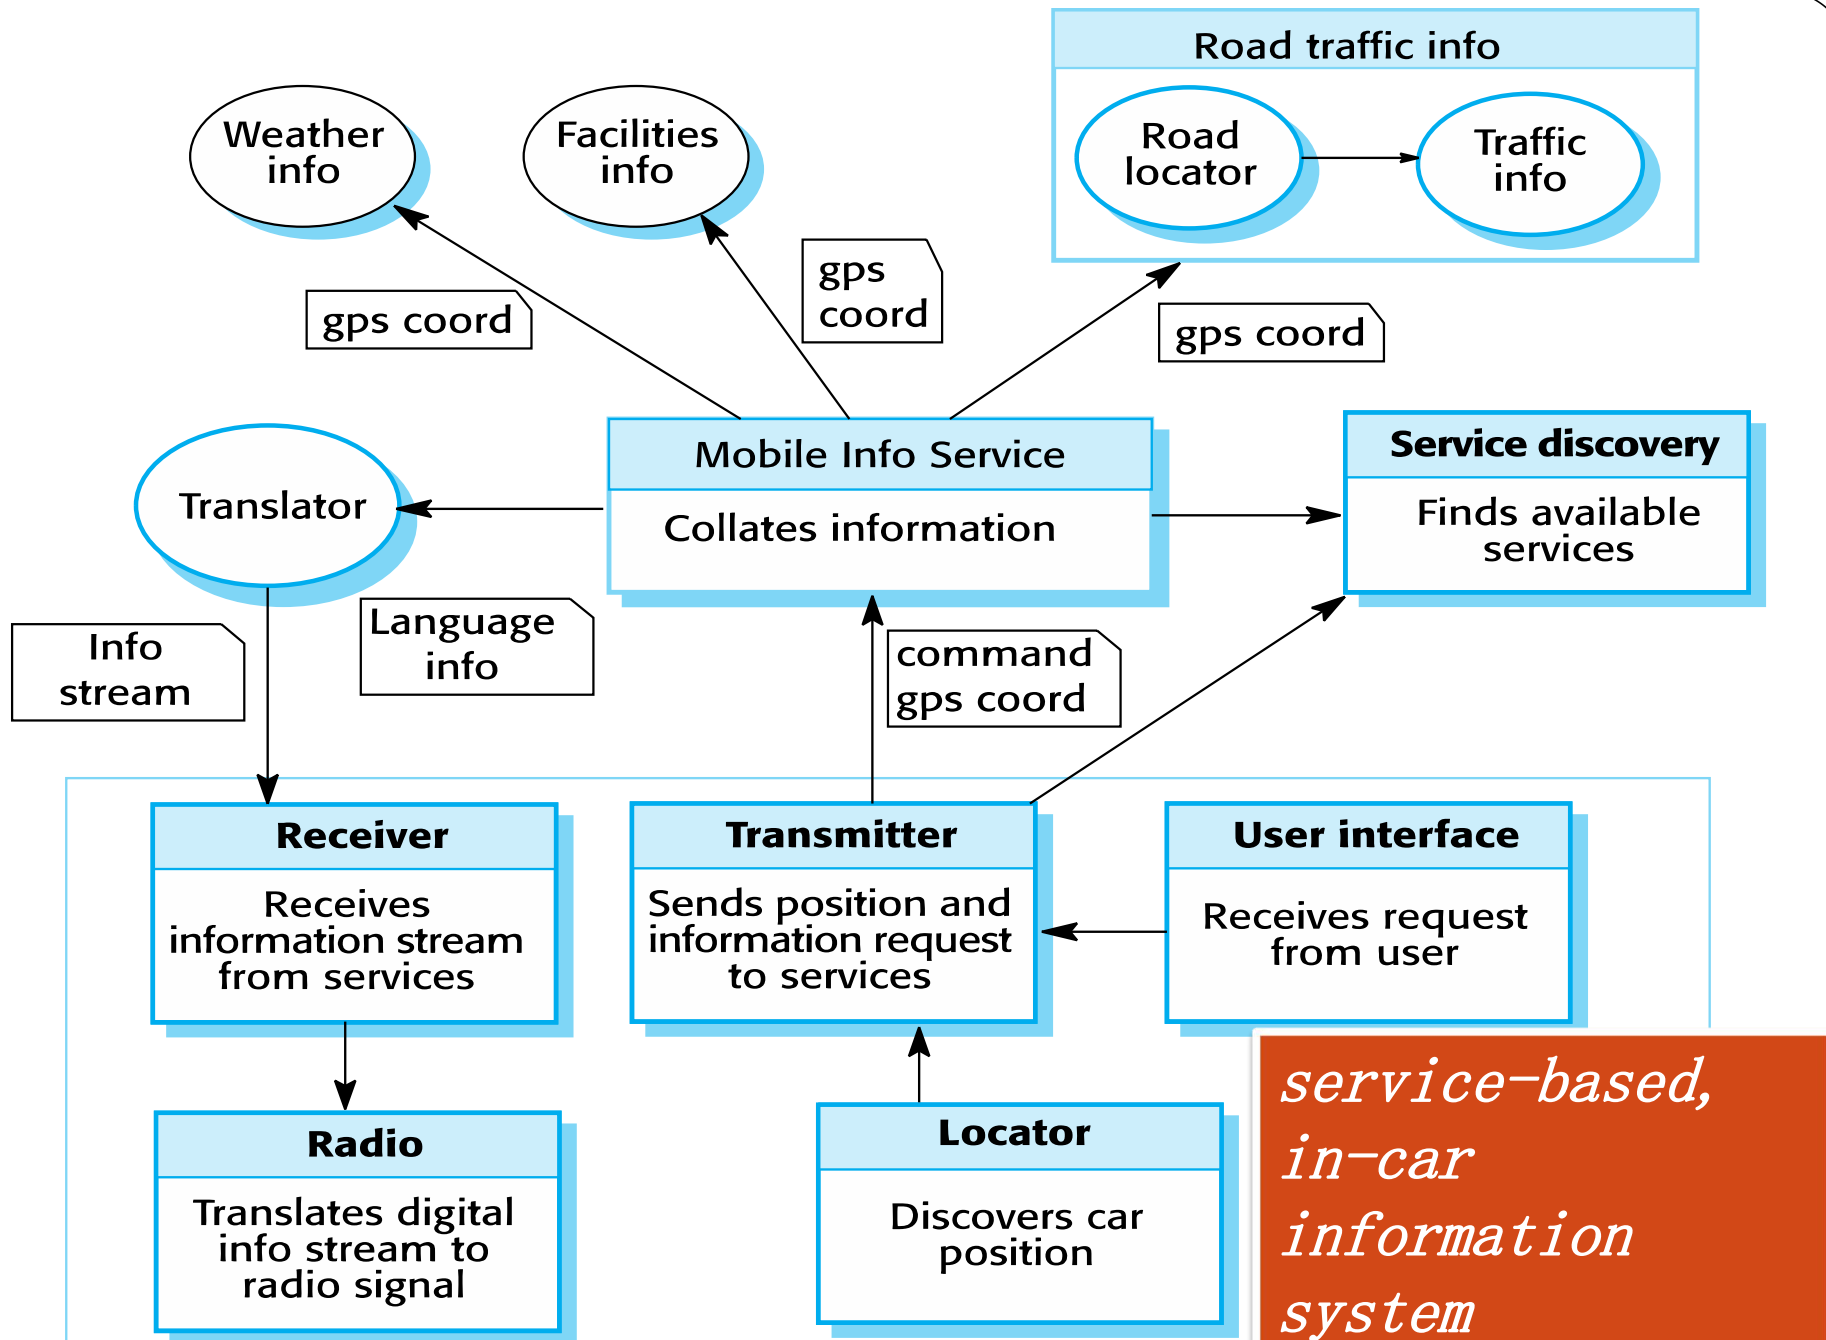 Road traffic info
Weather
info
Facilities
info
Road
locator
Traffic
info
gps coord
gps
coord
gps coord
Mobile Info Service
Collates information
Service discovery
Finds available
services
Translator
Info
stream
Language
info
command
gps coord
Receiver
Receives
information stream
from services
Transmitter
Sends position and
information request
to services
User interface
Receives request
from user
Radio
Translates digital
info stream to
radio signal
Locator
Discovers car
position
service-based,
in-car
information
system